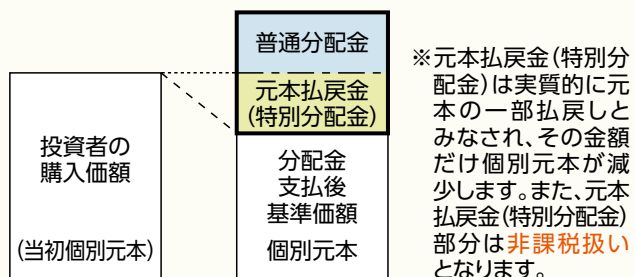 普通分配金
元本払戻金
(特別分配金)
投資者の
購入価額
(当初個別元本)
分配金
支払後
基準価額
個別元本
※元本払戻金(特別分
配金)は実質的に元
本の一部払戻しと
みなされ、その金額
だけ個別元本が減
少します。また、元本
払戻金(特別分配金)
部分は非課税扱い
となります。